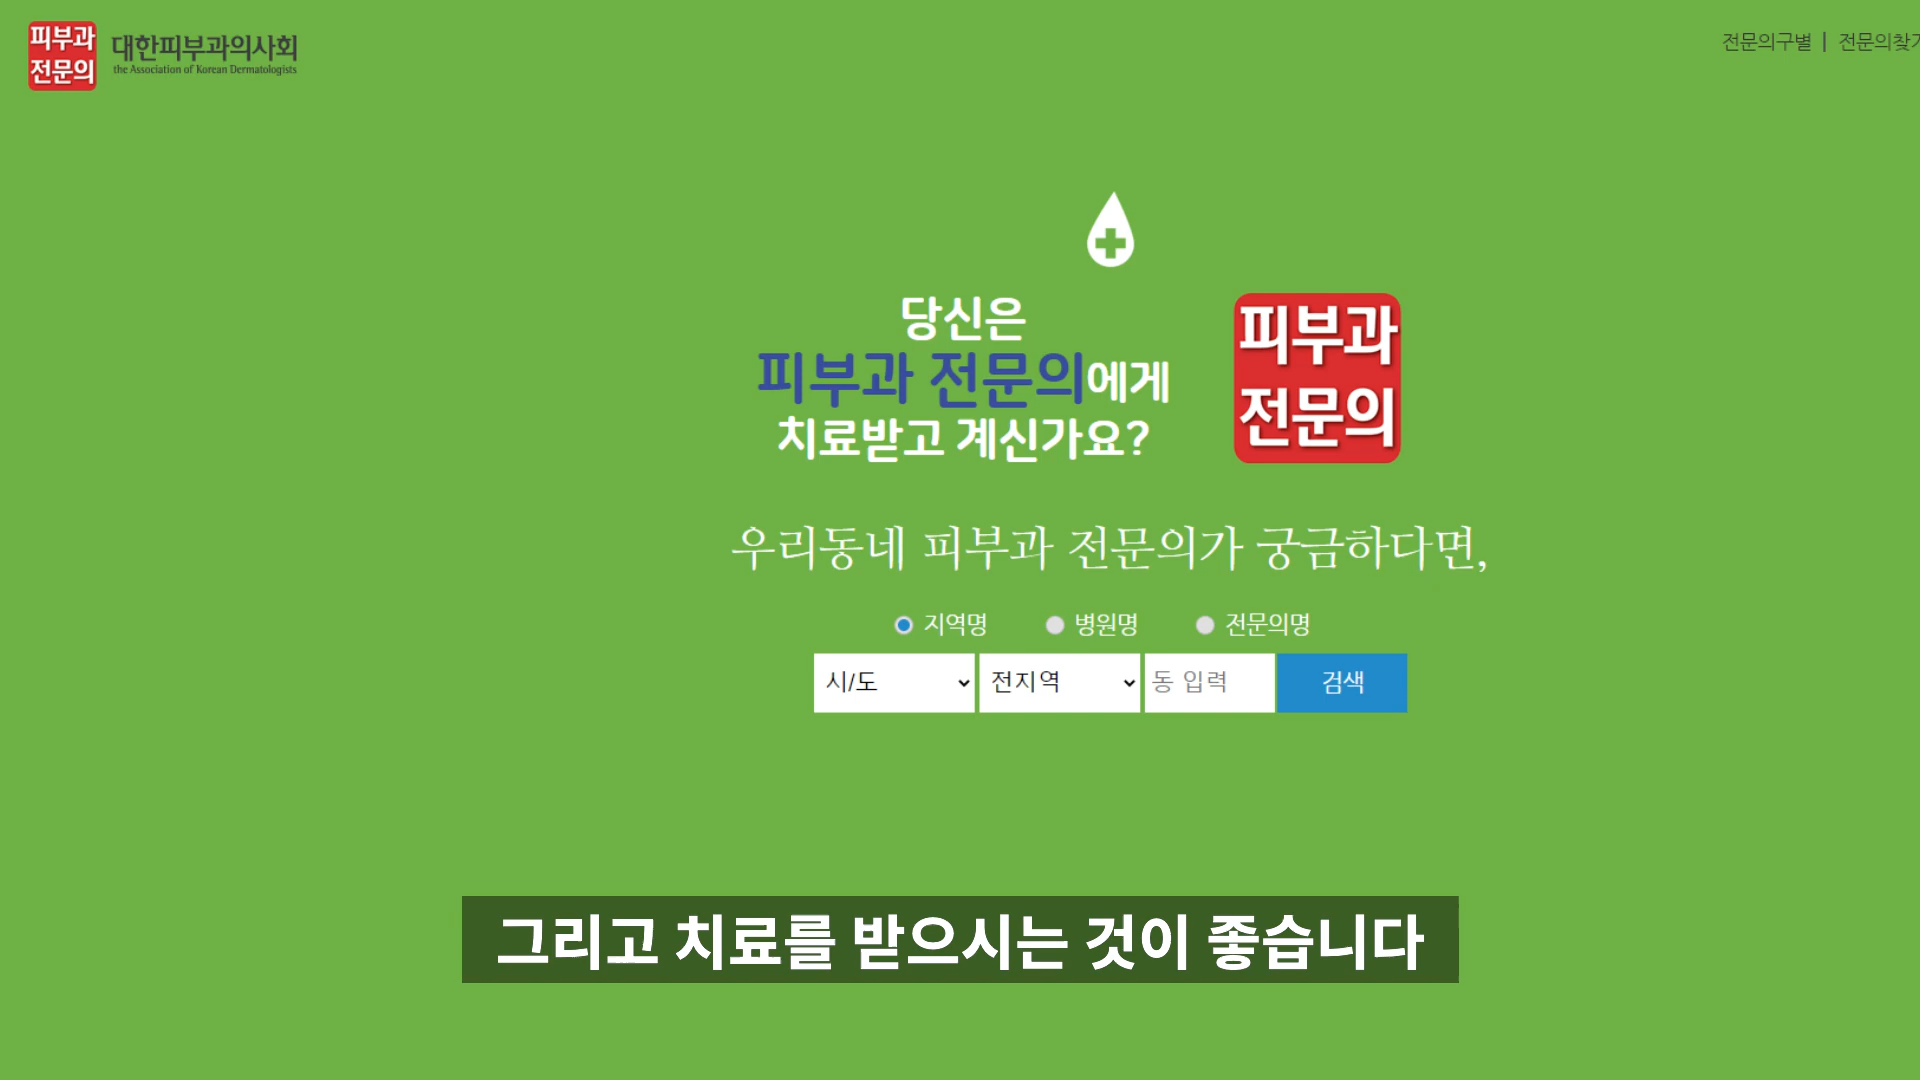 피부과
전문의
대한피부과의사회
the Association of Korean Dermatologists
전문의구별 | 전문의찾기
당신은
피부과 전문의에게
치료받고 계신가요?
피부과
전문의
우리동네 피부과 전문의가 궁금하다면,
지역명 병원명 전문의명
시/도 전지역 동 입력 검색
그리고 치료를 받으시는 것이 좋습니다